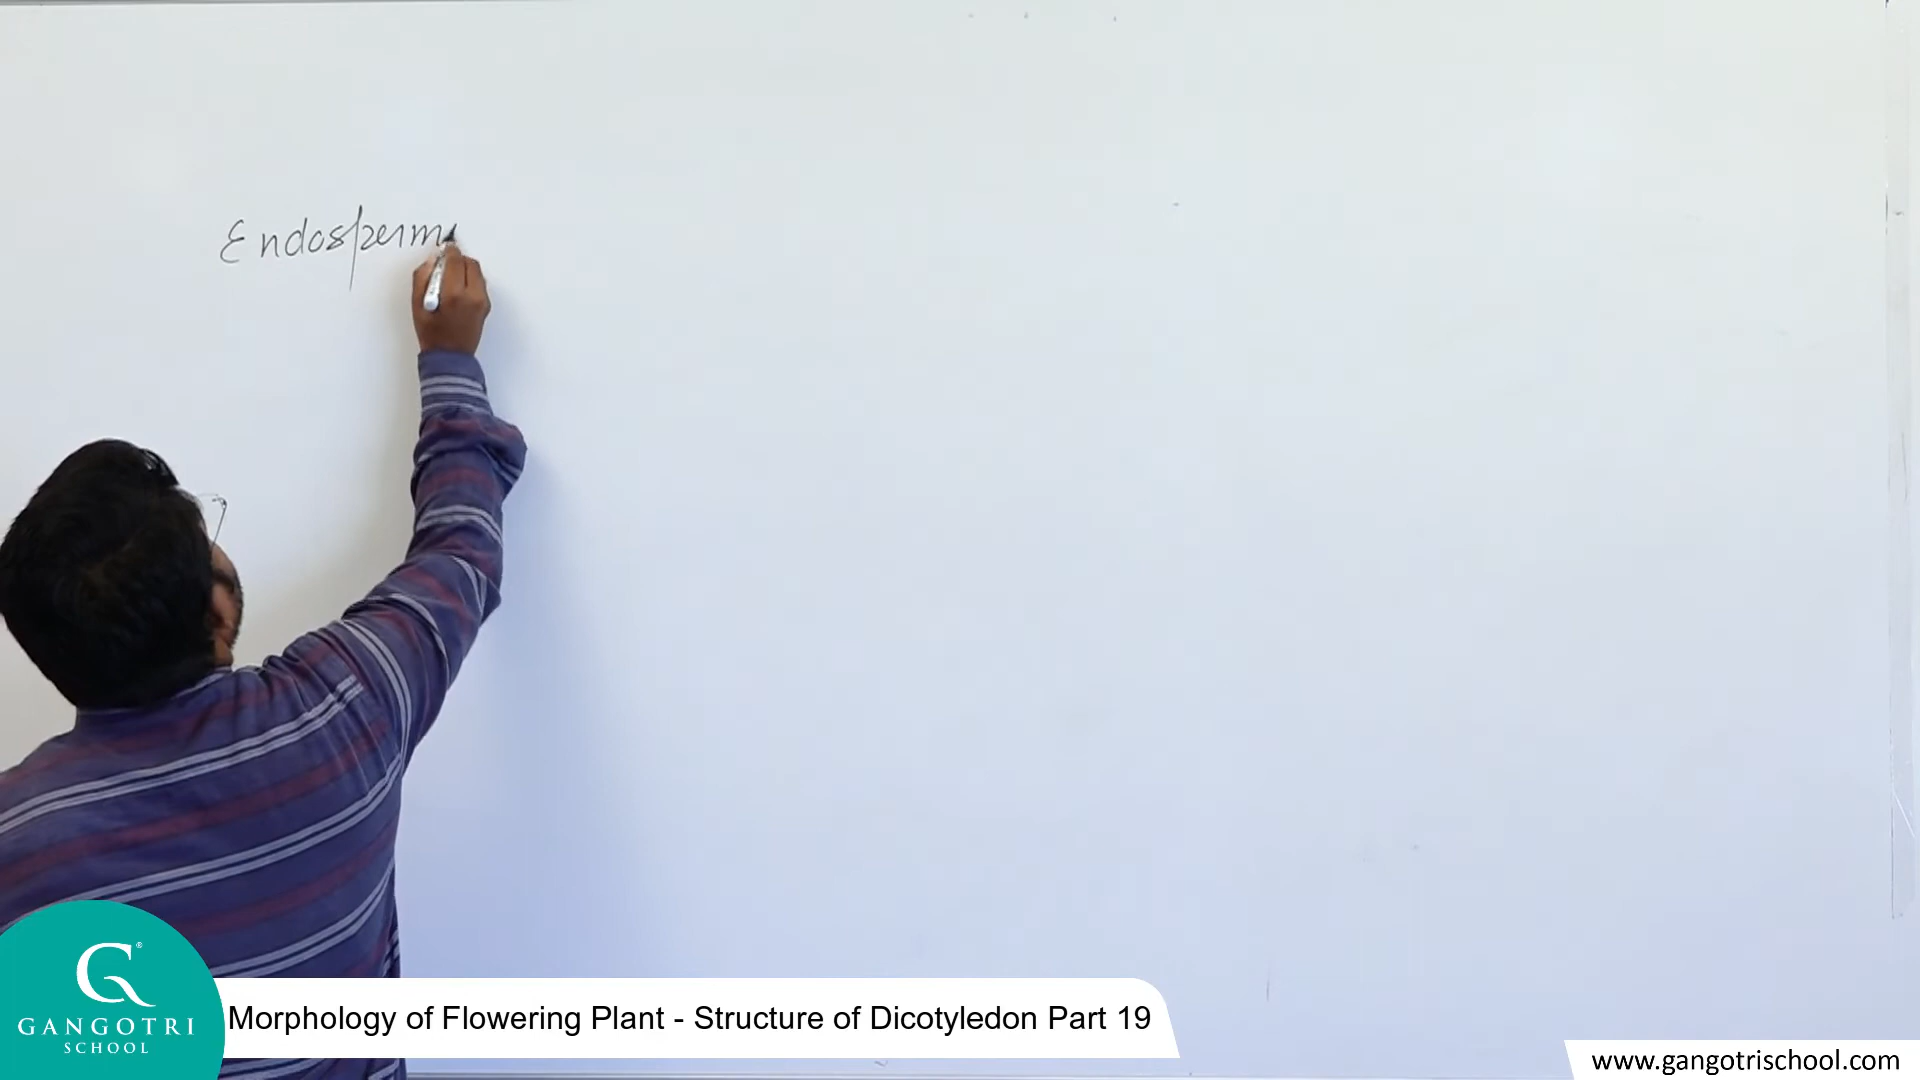 Endosperm
G®
GANGOTRI
SCHOOL
Morphology of Flowering Plant - Structure of Dicotyledon Part 19
www.gangotrischool.com